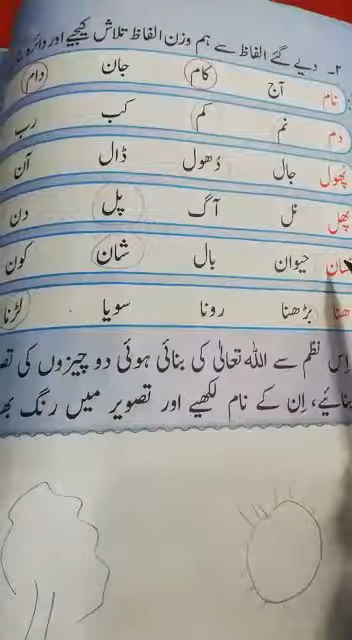 ۲۔ دیے گئے الفاظ سے ہم وزن الفاظ تلاش کیجیے اور دائرہ
نام آج کام جان دام
دم نم کم کب رب
پھول جال دُھول ڈال آن
پھل نل آگ پل دن
شان حیوان بال شان کون
بڑھنا رونا سویا لڑنا
اِس نظم سے اللہ تعالیٰ کی بنائی ہوئی دو چیزوں کی
بنائیے، اِن کے نام لکھیے اور تصویر میں رنگ